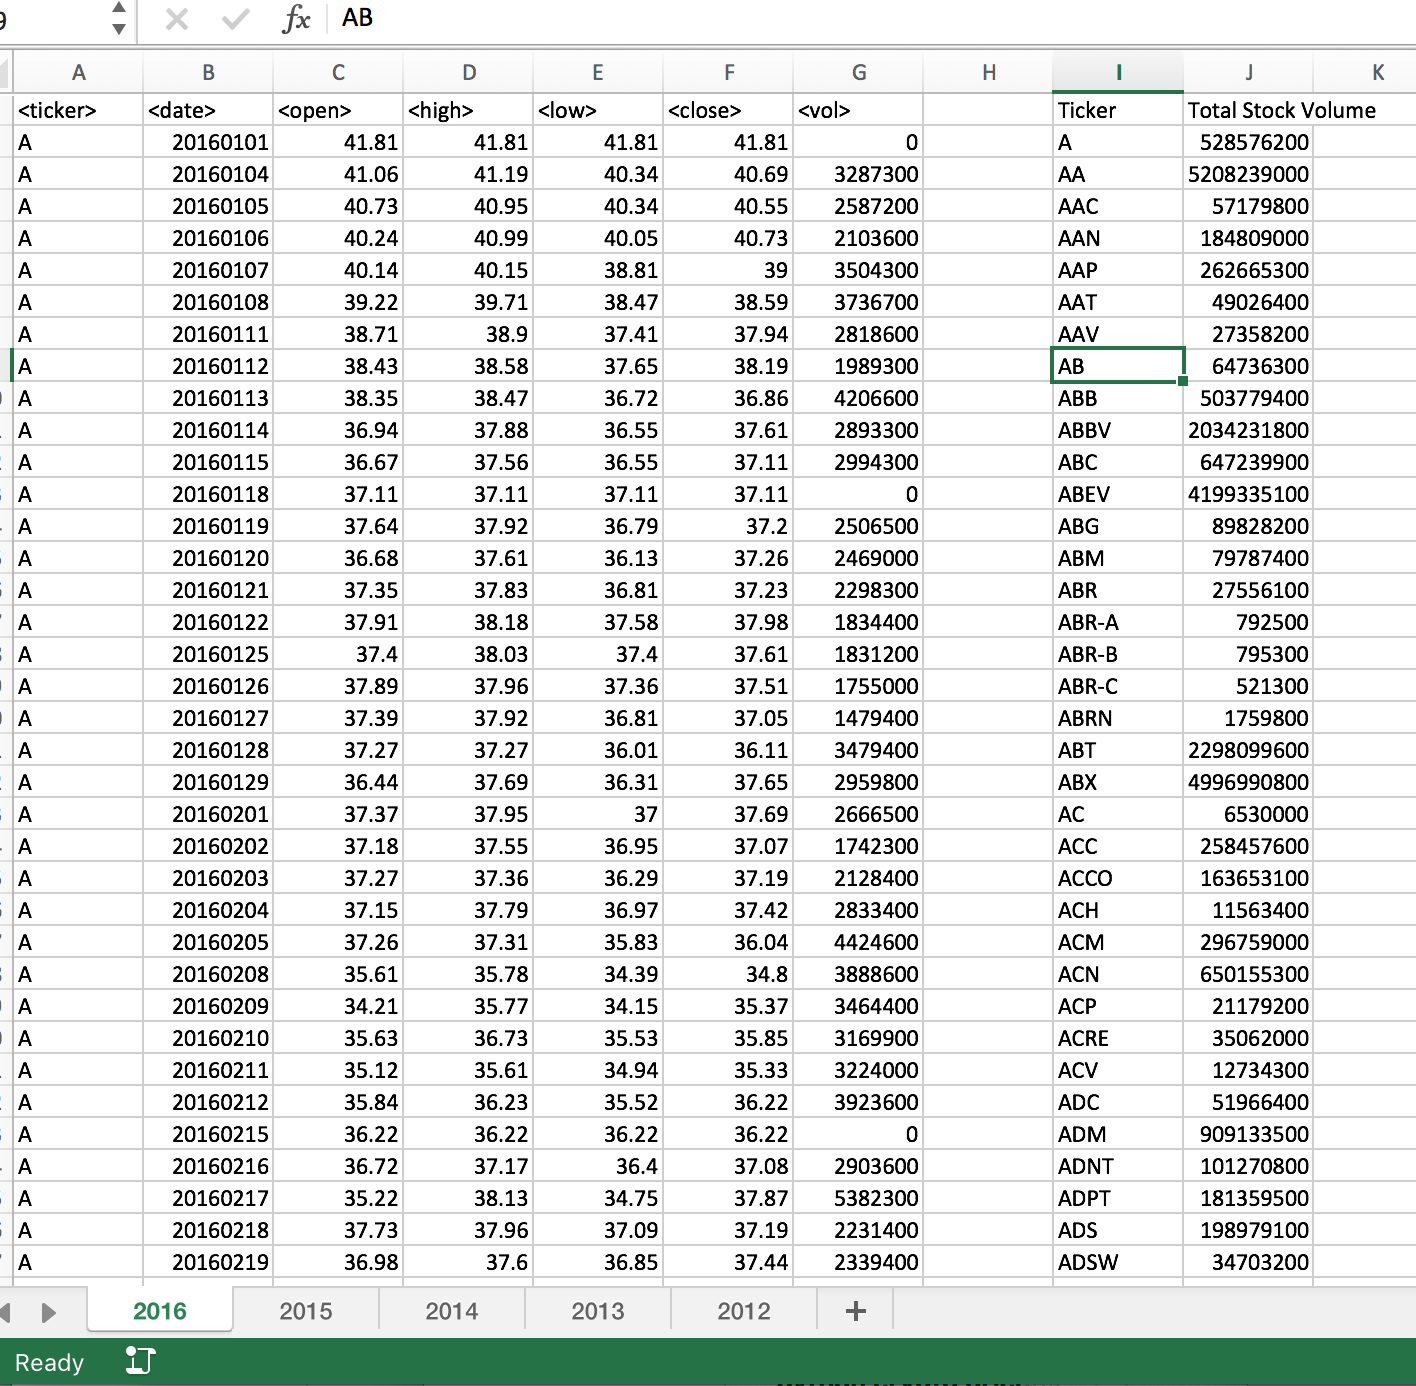 9 fx AB
A B C D E F G H I J K
<ticker> <date> <open> <high> <low> <close> <vol> Ticker Total Stock Volume
A 20160101 41.81 41.81 41.81 41.81 0 A 528576200
A 20160104 41.06 41.19 40.34 40.69 3287300 AA 5208239000
A 20160105 40.73 40.95 40.34 40.55 2587200 AAC 57179800
A 20160106 40.24 40.99 40.05 40.73 2103600 AAN 184809000
A 20160107 40.14 40.15 38.81 39 3504300 AAP 262665300
A 20160108 39.22 39.71 38.47 38.59 3736700 AAT 49026400
A 20160111 38.71 38.9 37.41 37.94 2818600 AAV 27358200
A 20160112 38.43 38.58 37.65 38.19 1989300 AB 64736300
A 20160113 38.35 38.47 36.72 36.86 4206600 ABB 503779400
A 20160114 36.94 37.88 36.55 37.61 2893300 ABBV 2034231800
A 20160115 36.67 37.56 36.55 37.11 2994300 ABC 647239900
A 20160118 37.11 37.11 37.11 37.11 0 ABEV 4199335100
A 20160119 37.64 37.92 36.79 37.2 2506500 ABG 89828200
A 20160120 36.68 37.61 36.13 37.26 2469000 ABM 79787400
A 20160121 37.35 37.83 36.81 37.23 2298300 ABR 27556100
A 20160122 37.91 38.18 37.58 37.98 1834400 ABR-A 792500
A 20160125 37.4 38.03 37.4 37.61 1831200 ABR-B 795300
A 20160126 37.89 37.96 37.36 37.51 1755000 ABR-C 521300
A 20160127 37.39 37.92 36.81 37.05 1479400 ABRN 1759800
A 20160128 37.27 37.27 36.01 36.11 3479400 ABT 2298099600
A 20160129 36.44 37.69 36.31 37.65 2959800 ABX 4996990800
A 20160201 37.37 37.95 37 37.69 2666500 AC 6530000
A 20160202 37.18 37.55 36.95 37.07 1742300 ACC 258457600
A 20160203 37.27 37.36 36.29 37.19 2128400 ACCO 163653100
A 20160204 37.15 37.79 36.97 37.42 2833400 ACH 11563400
A 20160205 37.26 37.31 35.83 36.04 4424600 ACM 296759000
A 20160208 35.61 35.78 34.39 34.8 3888600 ACN 650155300
A 20160209 34.21 35.77 34.15 35.37 3464400 ACP 21179200
A 20160210 35.63 36.73 35.53 35.85 3169900 ACRE 35062000
A 20160211 35.12 35.61 34.94 35.33 3224000 ACV 12734300
A 20160212 35.84 36.23 35.52 36.22 3923600 ADC 51966400
A 20160215 36.22 36.22 36.22 36.22 0 ADM 909133500
A 20160216 36.72 37.17 36.4 37.08 2903600 ADNT 101270800
A 20160217 35.22 38.13 34.75 37.87 5382300 ADPT 181359500
A 20160218 37.73 37.96 37.09 37.19 2231400 ADS 198979100
A 20160219 36.98 37.6 36.85 37.44 2339400 ADSW 34703200
2016 2015 2014 2013 2012 +
Ready